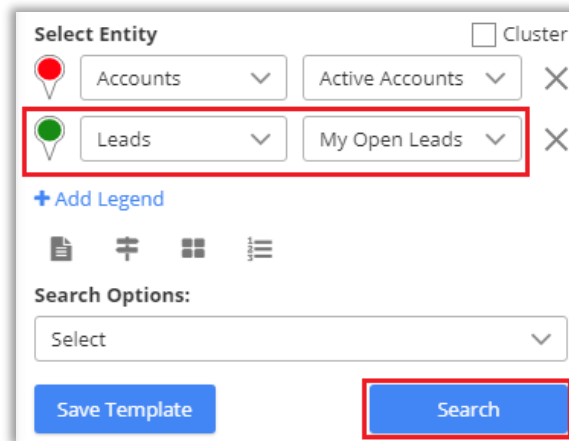 Select Entity Cluster
Accounts Active Accounts
Leads My Open Leads
+ Add Legend
Search Options:
Select
Save Template Search